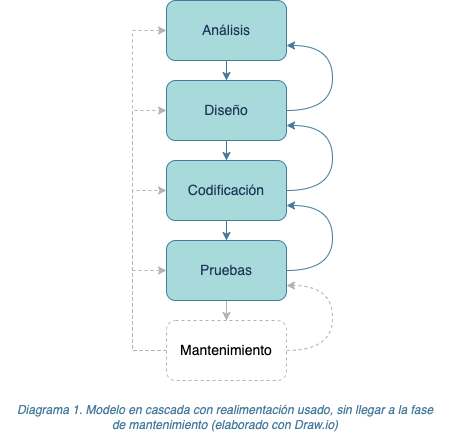 Análisis
Diseño
Codificación
Pruebas
Mantenimiento
Diagrama 1. Modelo en cascada con realimentación usado, sin llegar a la fase
de mantenimiento (elaborado con Draw.io)